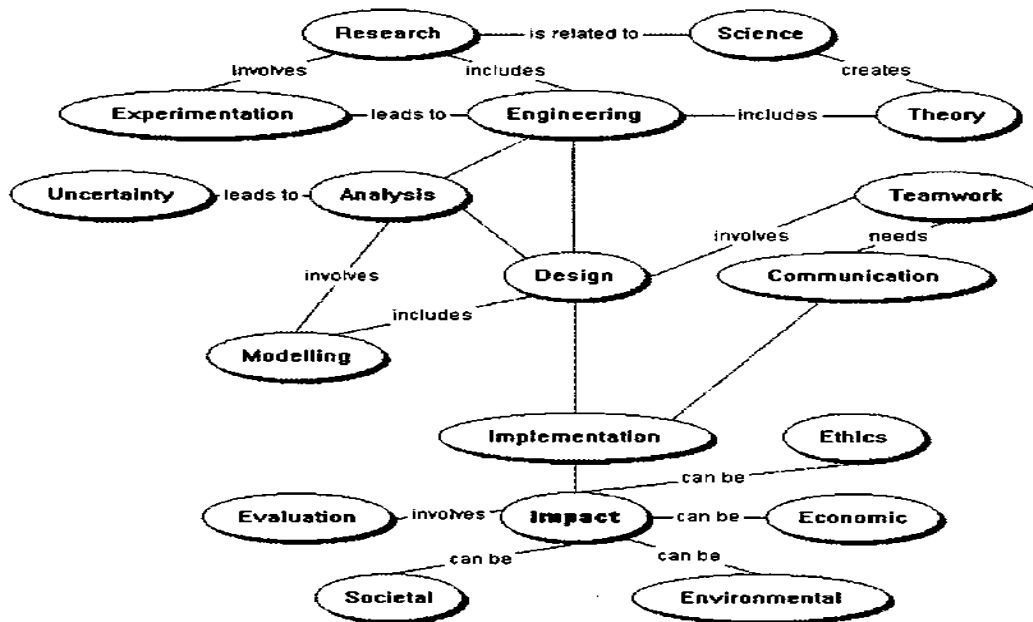 Research is related to Science
Involves includes creates
Experimentation leads to Engineering includes Theory
Uncertainty leads to Analysis Teamwork
involves needs
involves Design Communication
includes
Modelling
Implementation Ethics
can be
Evaluation involves Impact can be Economic
can be can be
Societal Environmental